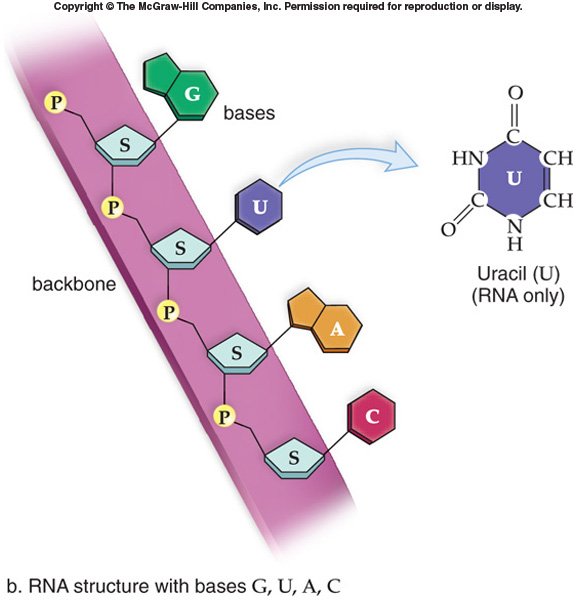 Copyright © The McGraw-Hill Companies, Inc. Permission required for reproduction or display.
P
G
bases
S
O
C
HN
CH
U
C
CH
O
N
H
Uracil (U)
(RNA only)
P
U
S
backbone
P
A
S
P
C
S
b. RNA structure with bases G, U, A, C